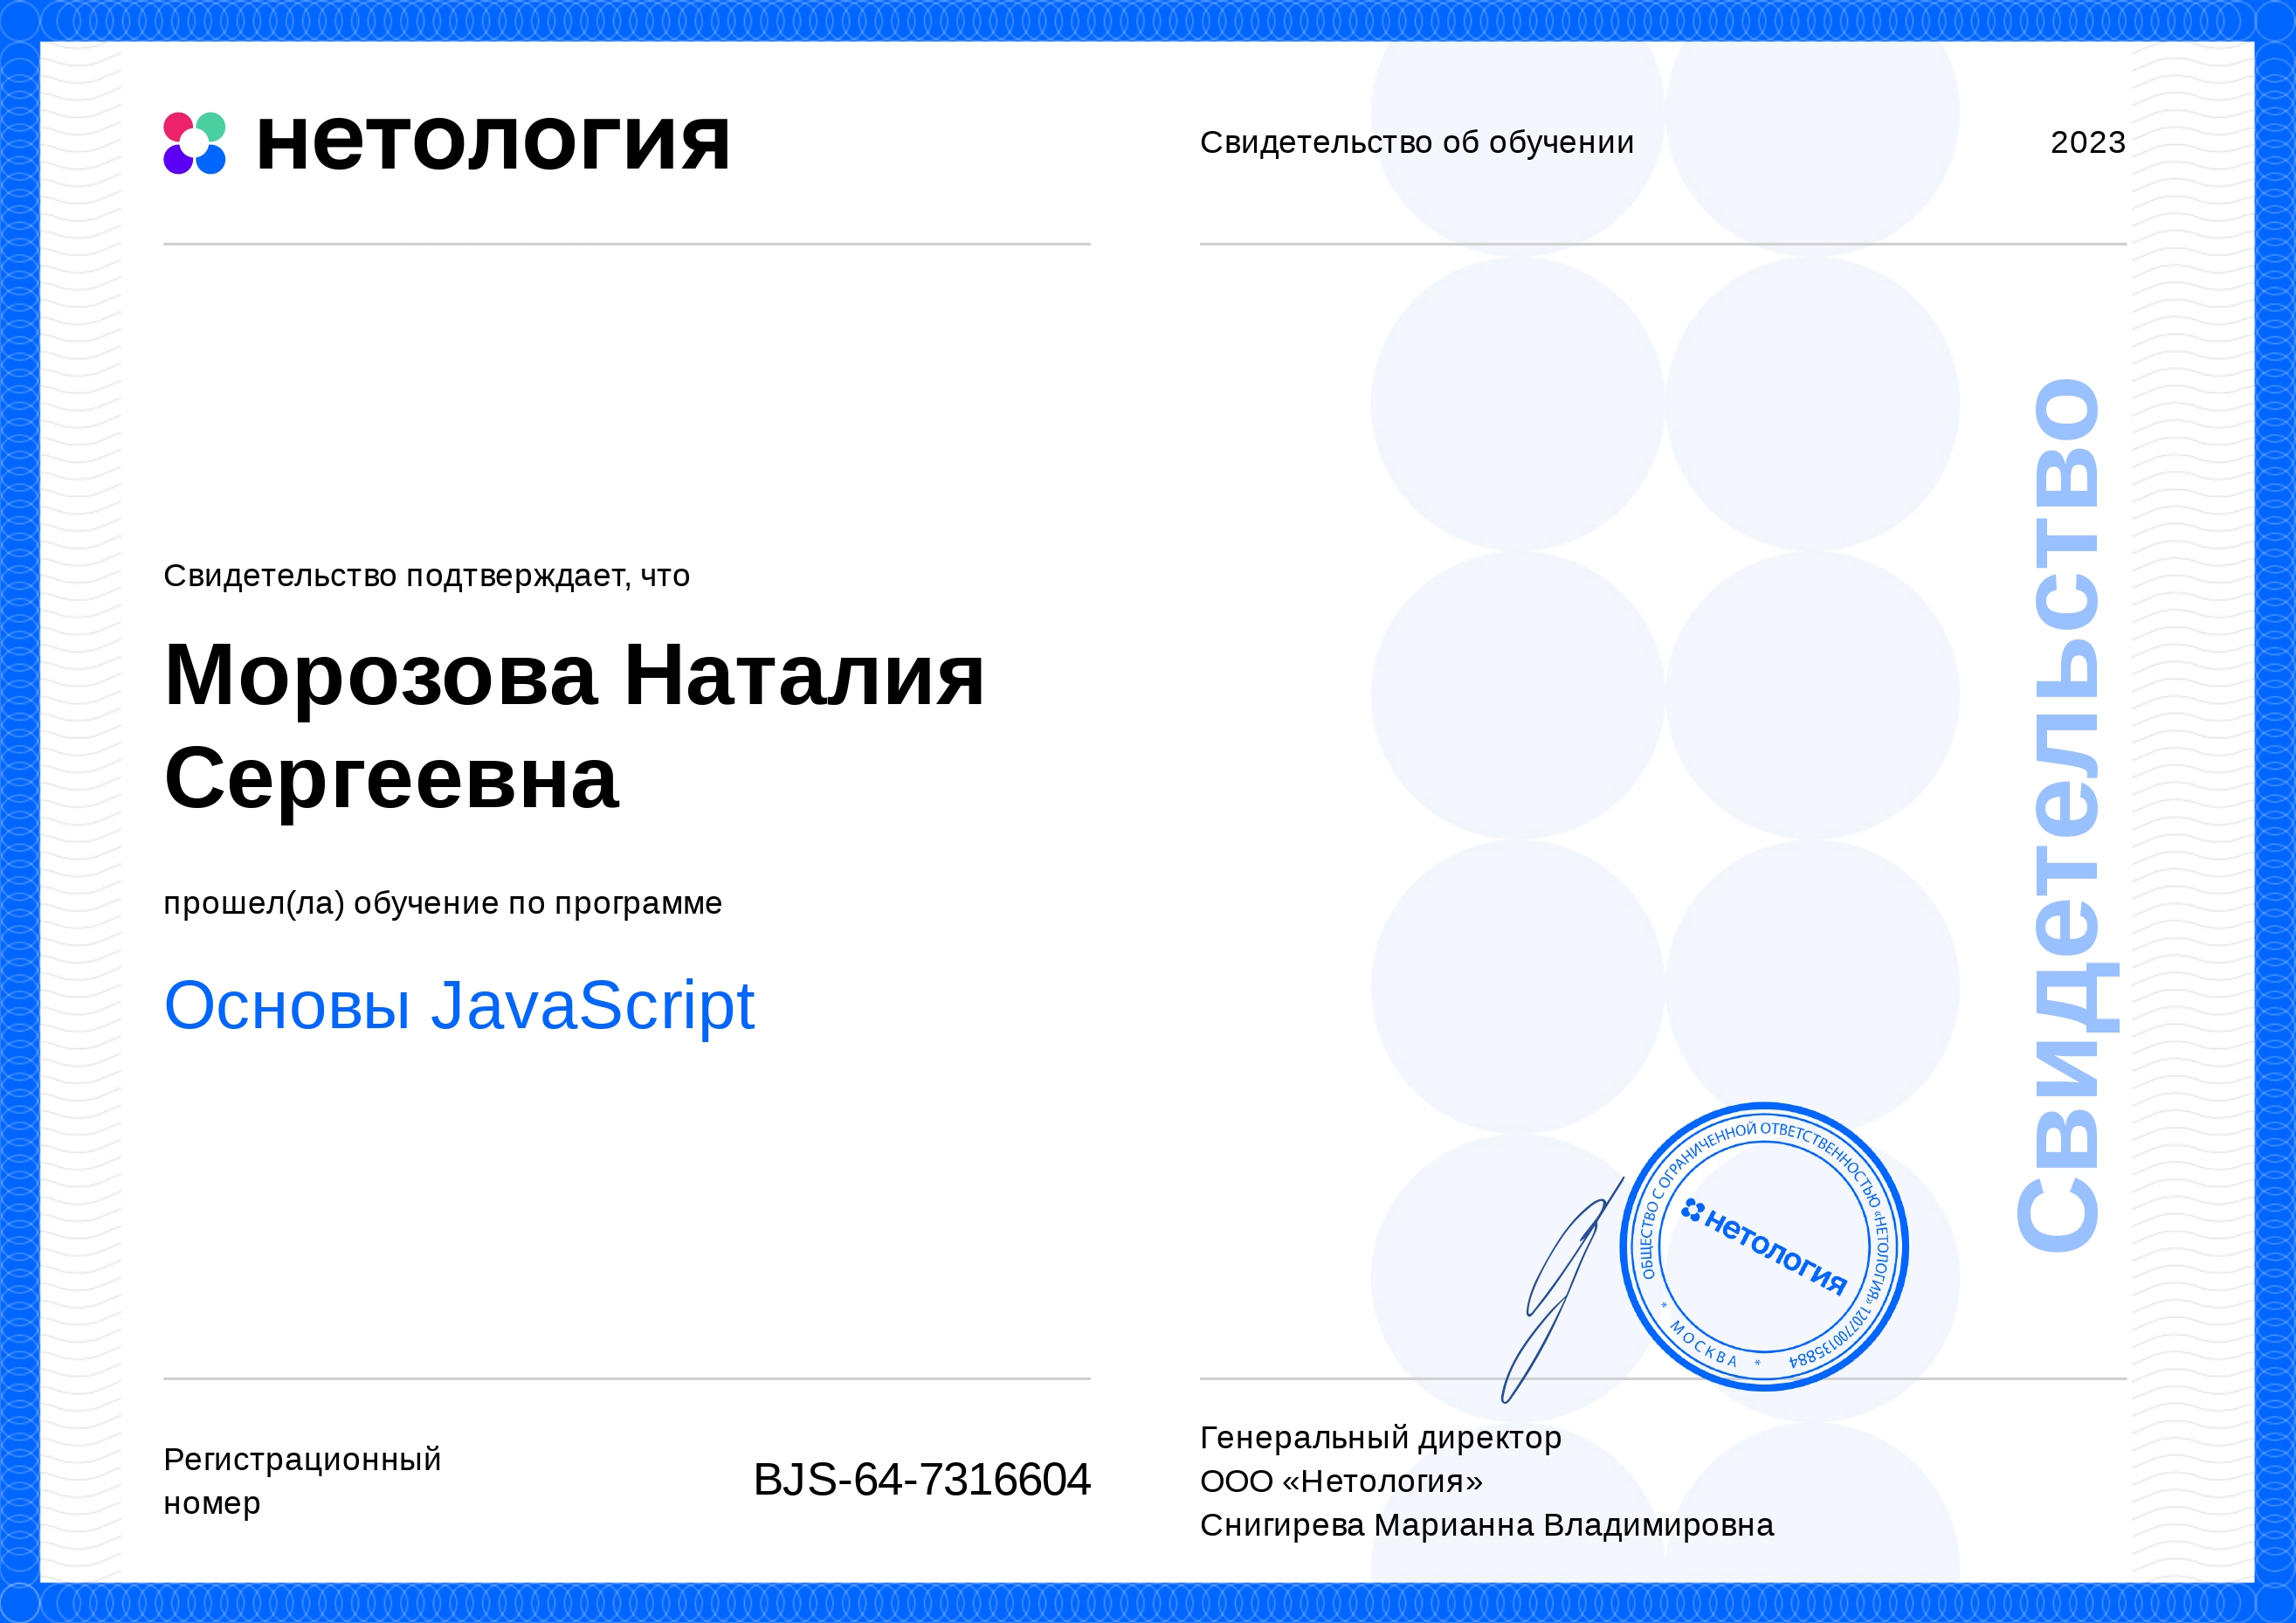 нетология
Свидетельство об обучении
2023
Свидетельство подтверждает, что
Морозова Наталия
Сергеевна
прошел(ла) обучение по программе
Основы JavaScript
Свидетельство
ОБЩЕСТВО С ОГРАНИЧЕННОЙ ОТВЕТСТВЕННОСТЬЮ «НЕТОЛОГИЯ» 1207700135884
* МОСКВА *
нетология
Регистрационный
номер
BJS-64-7316604
Генеральный директор
ООО «Нетология»
Снигирева Марианна Владимировна